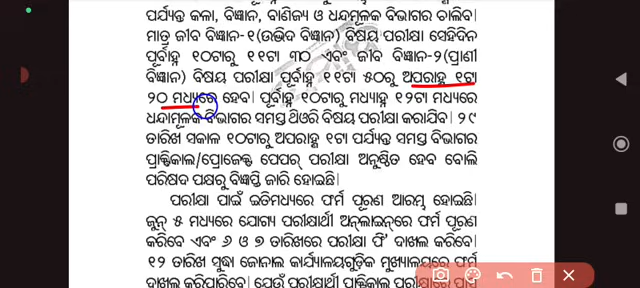 ପର୍ଯ୍ୟନ୍ତ କଳା, ବିଜ୍ଞାନ, ବାଣିଜ୍ୟ ଓ ଧନ୍ଦାମୂଳକ ବିଭାଗର ଚାଲିବ।
ମାତ୍ର ଜୀବ ବିଜ୍ଞାନ-୧(ଉଦ୍ଭିଦ ବିଜ୍ଞାନ) ବିଷୟ ପରୀକ୍ଷା ସେହିଦିନ
ପୂର୍ବାହ୍ନ ୧୦ଟାରୁ ୧୧ଟା ୩୦ ଏବଂ ଜୀବ ବିଜ୍ଞାନ-୨(ପ୍ରାଣୀ
ବିଜ୍ଞାନ) ବିଷୟ ପରୀକ୍ଷା ପୂର୍ବାହ୍ନ ୧୧ଟା ୫୦ରୁ ଅପରାହ୍ନ ୧ଟା
୨୦ ମଧ୍ୟରେ ହେବ। ପୂର୍ବାହ୍ନ ୧୦ଟାରୁ ମଧ୍ୟାହ୍ନ ୧୨ଟା ମଧ୍ୟରେ
ଧନ୍ଦାମୂଳକ ବିଭାଗର ସମସ୍ତ ଥିଓରି ବିଷୟ ପରୀକ୍ଷା କରାଯିବ। ୨୯
ତାରିଖ ସକାଳ ୧୦ଟାରୁ ଅପରାହ୍ନ ୧ଟା ପର୍ଯ୍ୟନ୍ତ ସମସ୍ତ ବିଭାଗର
ପ୍ରାକ୍ଟିକାଲ/ପ୍ରୋଜେକ୍ଟ ପେପର୍ ପରୀକ୍ଷା ଅନୁଷ୍ଠିତ ହେବ ବୋଲି
ପରିଷଦ ପକ୍ଷରୁ ବିଜ୍ଞପ୍ତି ଜାରି ହୋଇଛି।
ପରୀକ୍ଷା ପାଇଁ ଇତିମଧ୍ୟରେ ଫର୍ମ ପୂରଣ ଆରମ୍ଭ ହୋଇଛି।
ଜୁନ୍ ୫ ମଧ୍ୟରେ ଯୋଗ୍ୟ ପରୀକ୍ଷାର୍ଥୀ ଅନ୍‌ଲାଇନ୍‌ରେ ଫର୍ମ ପୂରଣ
କରିବେ ଏବଂ ୬ ଓ ୭ ତାରିଖରେ ପରୀକ୍ଷା ଫି' ଦାଖଲ କରିବେ।
୧୨ ତାରିଖ ସୁଦ୍ଧା ଜୋନାଲ କାର୍ଯ୍ୟାଳୟଗୁଡ଼ିକ ମୁଖ୍ୟାଳୟରେ ଫର୍ମ
ଦାଖଲ କରିପାରିବେ। ଯେଉଁ ପରୀକ୍ଷାର୍ଥୀ ପ୍ରାକ୍ଟିକାଲ ପରୀକ୍ଷାରେ